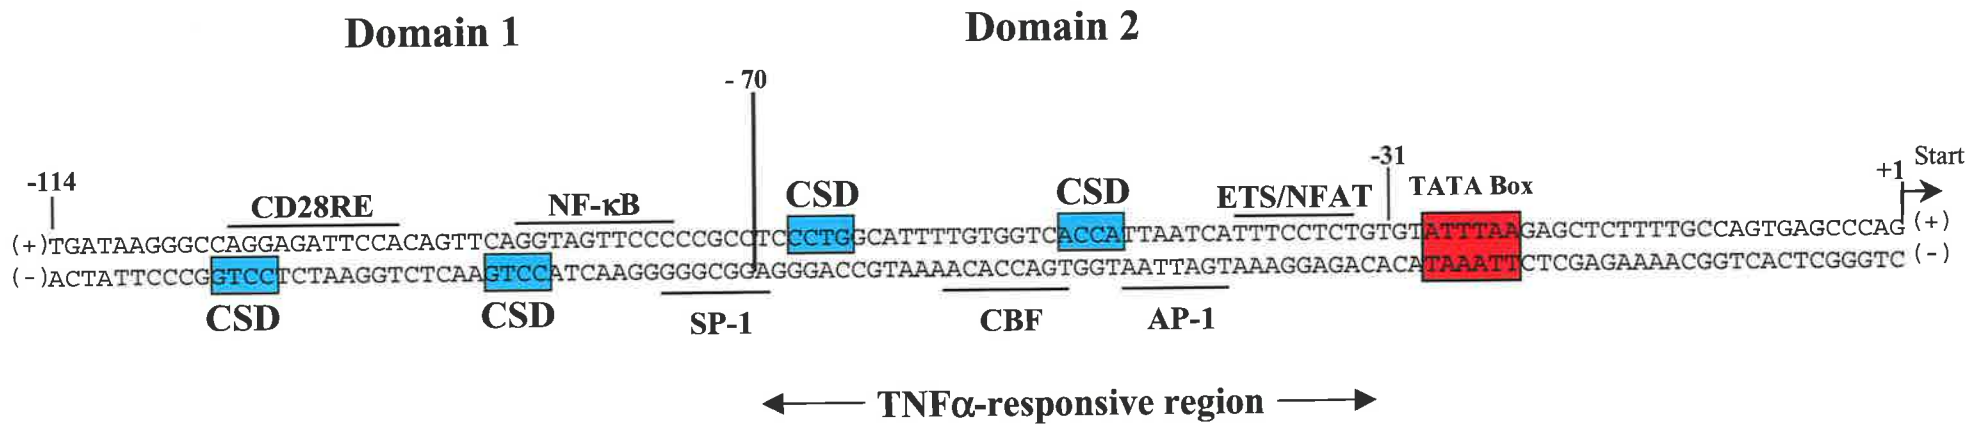 Domain 1 Domain 2
- 70
-31
-114 CD28RE NF-κB CSD CSD ETS/NFAT TATA Box +1 Start
(+)TGATAAGGGCCAGGAGATTCCACAGTTCAGGTAGTTCCCCCGCCTCCCTGGCATTTTGTGGTCACCATTAATCATTTCCTCTGTGTATTTAAGAGCTCTTTTGCCAGTGAGCCCAG(+)
(-)ACTATTCCCGGTCCTCTAAGGTCTCAAGTCCATCAAGGGGGCGGAGGGACCGTAAAACACCAGTGGTAATTAGTAAAGGAGACACATAAATTCTCGAGAAAACGGTCACTCGGGTC(-)
CSD CSD SP-1 CBF AP-1
TNFα-responsive region